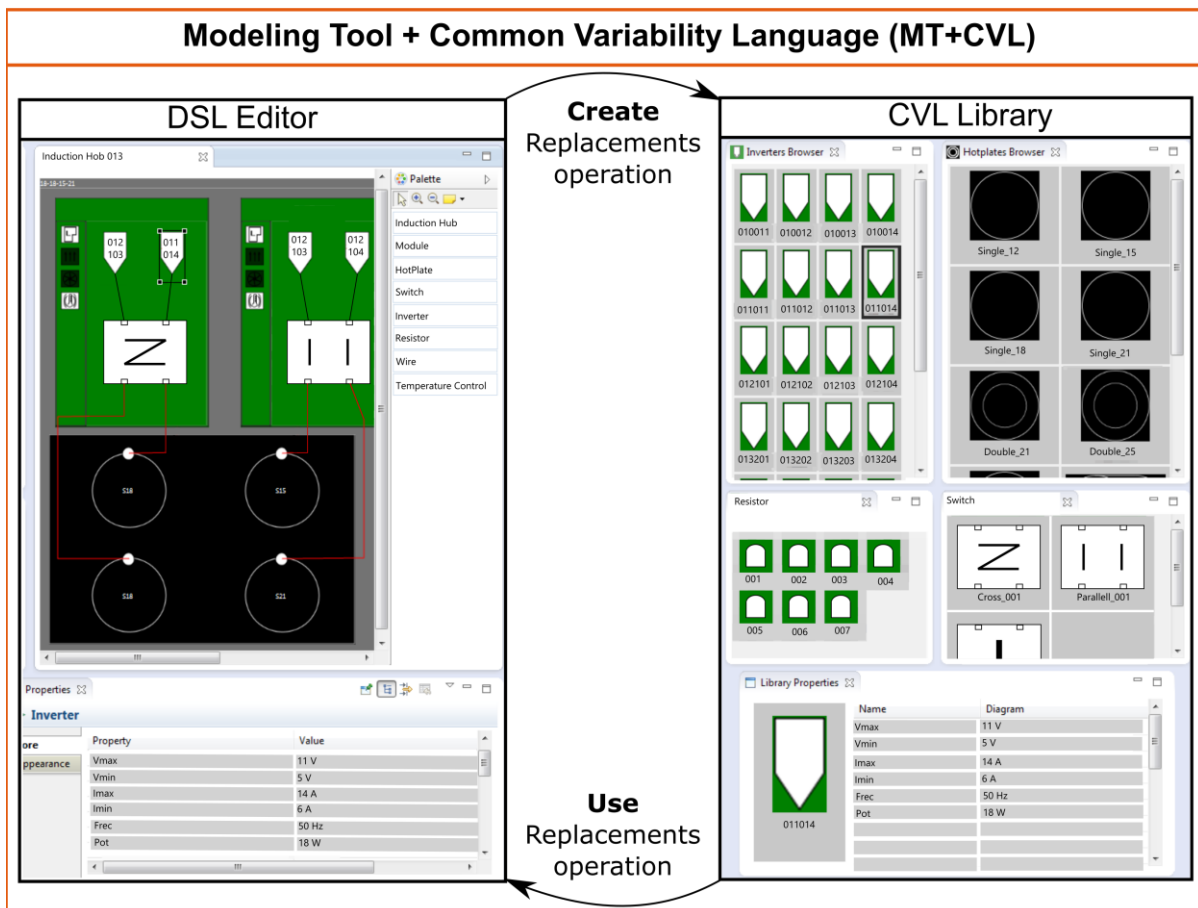 Modeling Tool + Common Variability Language (MT+CVL)
DSL Editor
Induction Hob 013
18-18-15-21
012
103
011
014
012
103
012
104
S18
S15
S18
S21
Palette
Induction Hub
Module
HotPlate
Switch
Inverter
Resistor
Wire
Temperature Control
Properties
Inverter
ore
ppearance
Property Value
Vmax 11 V
Vmin 5 V
Imax 14 A
Imin 6 A
Frec 50 Hz
Pot 18 W
Create
Replacements
operation
Use
Replacements
operation
CVL Library
Inverters Browser
010011 010012 010013 010014
011011 011012 011013 011014
012101 012102 012103 012104
013201 013202 013203 013204
Hotplates Browser
Single_12 Single_15
Single_18 Single_21
Double_21 Double_25
Resistor
001 002 003 004
005 006 007
Switch
Cross_001 Parallell_001
Library Properties
011014
Name Diagram
Vmax 11 V
Vmin 5 V
Imax 14 A
Imin 6 A
Frec 50 Hz
Pot 18 W